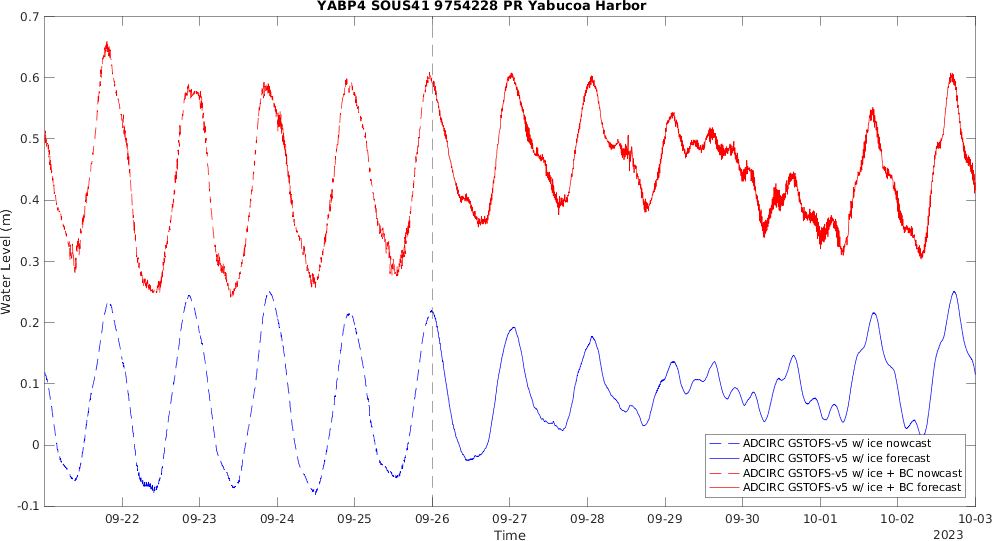 YABP4 SOUS41 9754228 PR Yabucoa Harbor
0.7
0.6
0.5
0.4
0.3
0.2
0.1
0
-0.1
Water Level (m)
ADCIRC GSTOFS-v5 w/ ice nowcast
ADCIRC GSTOFS-v5 w/ ice forecast
ADCIRC GSTOFS-v5 w/ ice + BC nowcast
ADCIRC GSTOFS-v5 w/ ice + BC forecast
09-22 09-23 09-24 09-25 09-26 09-27 09-28 09-29 09-30 10-01 10-02 10-03
Time
2023